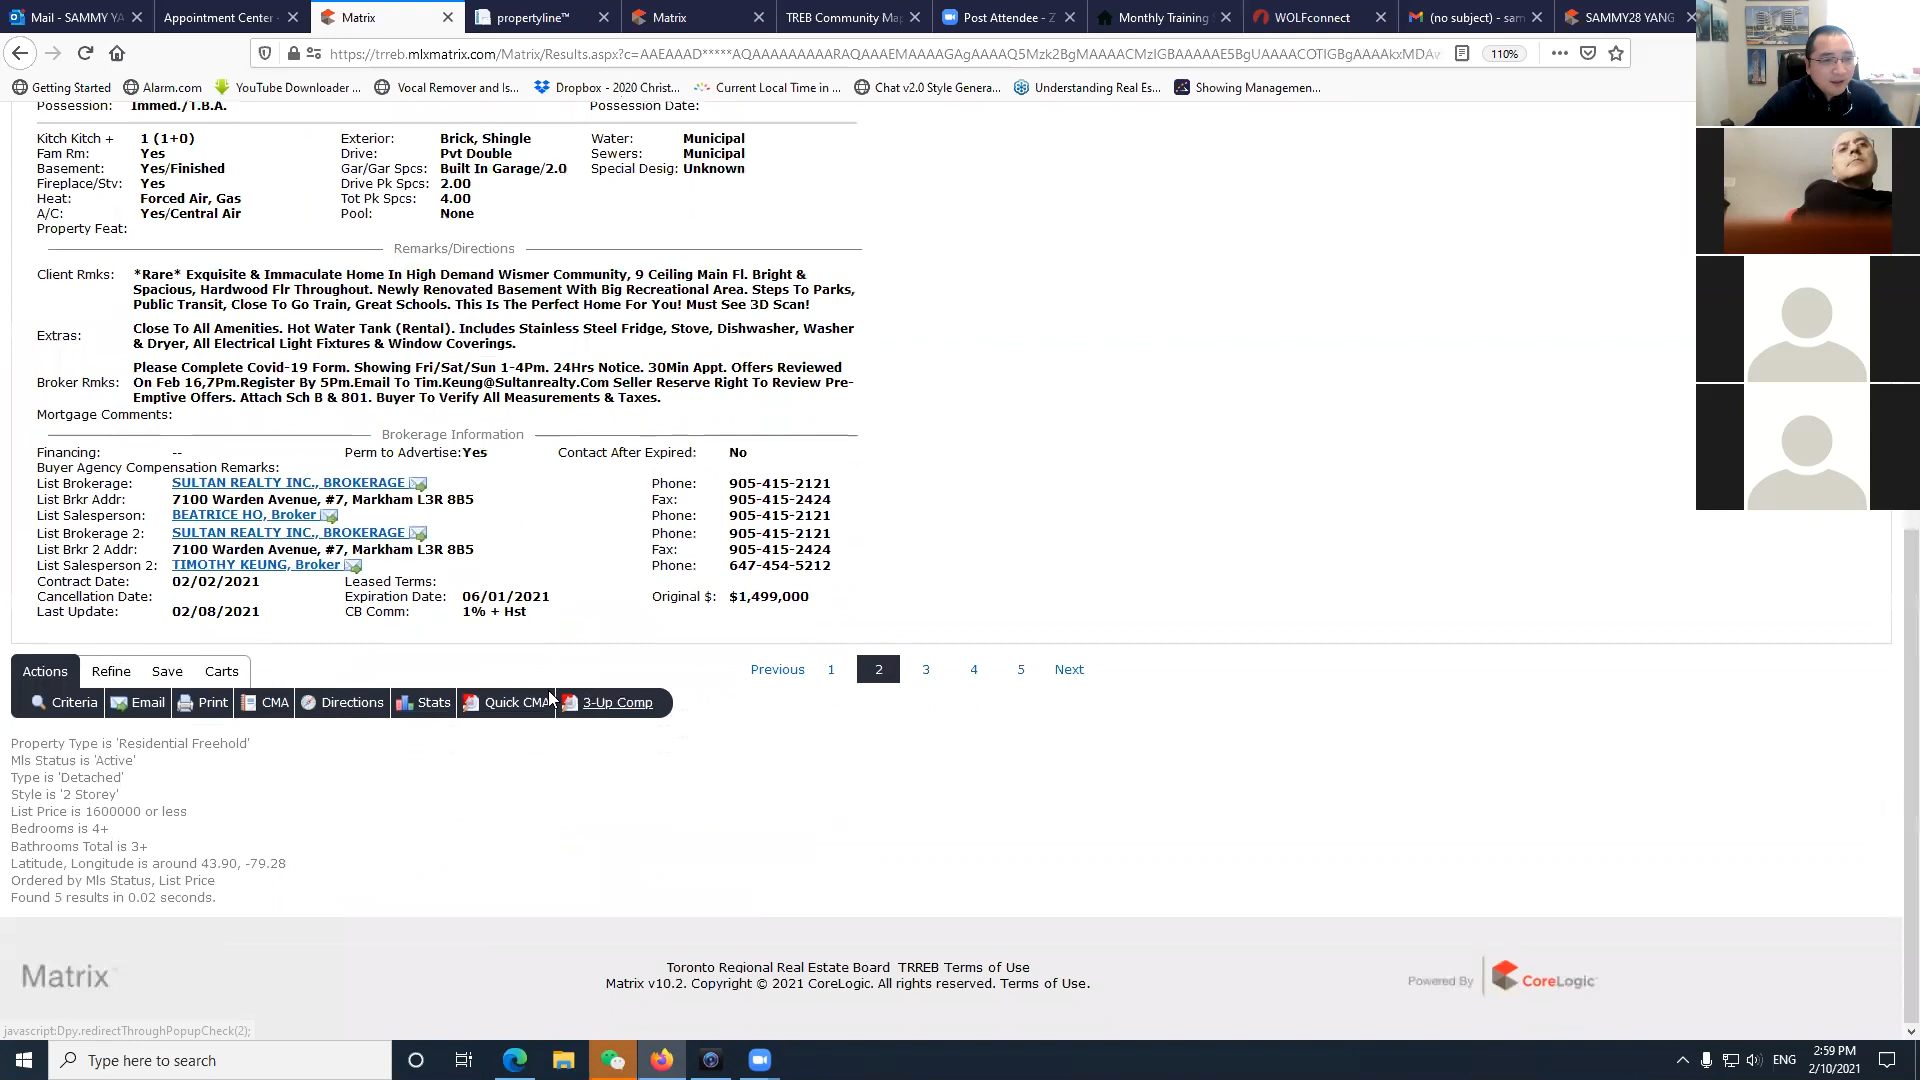 Mail - SAMMY YA
Appointment Center -
Matrix
propertyline™
Matrix
TREB Community Ma
Post Attendee - Z
Monthly Training
WOLFconnect
(no subject) - sam
SAMMY28 YANG
https://trreb.mlxmatrix.com/Matrix/Results.aspx?c=AAEAAAD*****AQAAAAAAAAARAQAAAEMAAAAGAgAAAAQ5Mzk2BgMAAAACMzIGBAAAAAE5BgUAAAACOTIGBgAAAAkxMDAw
110%
Getting Started
Alarm.com
YouTube Downloader ...
Vocal Remover and Is...
Dropbox - 2020 Christ...
Current Local Time in ...
Chat v2.0 Style Genera...
Understanding Real Es...
Showing Managemen...
Possession: Immed./T.B.A. Possession Date:
Kitch Kitch + 1 (1+0) Exterior: Brick, Shingle Water: Municipal
Fam Rm: Yes Drive: Pvt Double Sewers: Municipal
Basement: Yes/Finished Gar/Gar Spcs: Built In Garage/2.0 Special Desig: Unknown
Fireplace/Stv: Yes Drive Pk Spcs: 2.00
Heat: Forced Air, Gas Tot Pk Spcs: 4.00
A/C: Yes/Central Air Pool: None
Property Feat:
Remarks/Directions
Client Rmks: *Rare* Exquisite & Immaculate Home In High Demand Wismer Community, 9 Ceiling Main Fl. Bright &
Spacious, Hardwood Flr Throughout. Newly Renovated Basement With Big Recreational Area. Steps To Parks,
Public Transit, Close To Go Train, Great Schools. This Is The Perfect Home For You! Must See 3D Scan!
Extras: Close To All Amenities. Hot Water Tank (Rental). Includes Stainless Steel Fridge, Stove, Dishwasher, Washer
& Dryer, All Electrical Light Fixtures & Window Coverings.
Please Complete Covid-19 Form. Showing Fri/Sat/Sun 1-4Pm. 24Hrs Notice. 30Min Appt. Offers Reviewed
Broker Rmks: On Feb 16,7Pm.Register By 5Pm.Email To Tim.Keung@Sultanrealty.Com Seller Reserve Right To Review Pre-
Emptive Offers. Attach Sch B & 801. Buyer To Verify All Measurements & Taxes.
Mortgage Comments:
Brokerage Information
Financing: -- Perm to Advertise: Yes Contact After Expired: No
Buyer Agency Compensation Remarks:
List Brokerage: SULTAN REALTY INC., BROKERAGE Phone: 905-415-2121
List Brkr Addr: 7100 Warden Avenue, #7, Markham L3R 8B5 Fax: 905-415-2424
List Salesperson: BEATRICE HO, Broker Phone: 905-415-2121
List Brokerage 2: SULTAN REALTY INC., BROKERAGE Phone: 905-415-2121
List Brkr 2 Addr: 7100 Warden Avenue, #7, Markham L3R 8B5 Fax: 905-415-2424
List Salesperson 2: TIMOTHY KEUNG, Broker Phone: 647-454-5212
Contract Date: 02/02/2021 Leased Terms:
Cancellation Date: Expiration Date: 06/01/2021 Original $: $1,499,000
Last Update: 02/08/2021 CB Comm: 1% + Hst
Actions Refine Save Carts
Previous 1 2 3 4 5 Next
Criteria Email Print CMA Directions Stats Quick CMA 3-Up Comp
Property Type is 'Residential Freehold'
Mls Status is 'Active'
Type is 'Detached'
Style is '2 Storey'
List Price is 1600000 or less
Bedrooms is 4+
Bathrooms Total is 3+
Latitude, Longitude is around 43.90, -79.28
Ordered by Mls Status, List Price
Found 5 results in 0.02 seconds.
Matrix™
Toronto Regional Real Estate Board TRREB Terms of Use
Matrix v10.2. Copyright © 2021 CoreLogic. All rights reserved. Terms of Use.
Powered By CoreLogic
javascript:Dpy.redirectThroughPopupCheck(2);
Type here to search
ENG
2:59 PM
2/10/2021